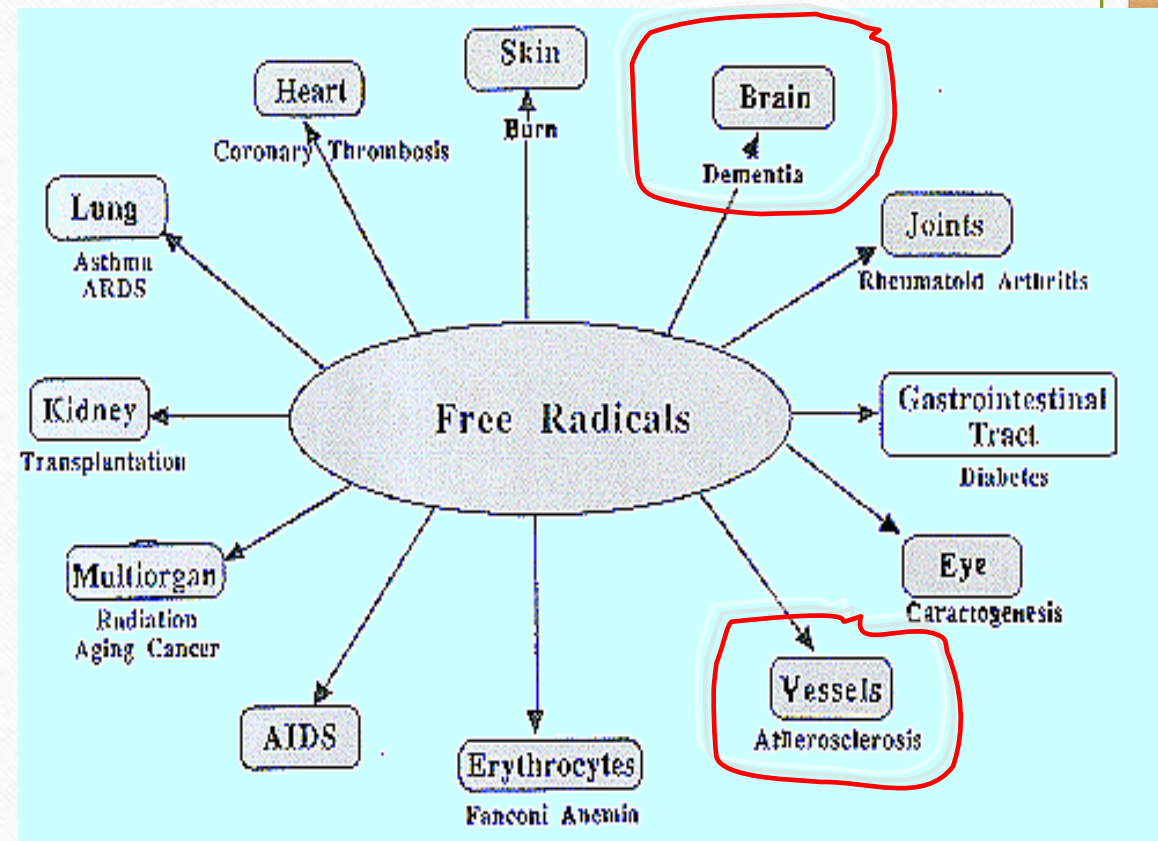 Skin
Burn
Heart
Coronary Thrombosis
Brain
Dementia
Lung
Asthma
ARDS
Joints
Rheumatoid Arthritis
Free Radicals
Kidney
Transplantation
Gastrointestinal
Tract
Diabetes
Multiorgan
Radiation
Aging Cancer
Eye
Caractogenesis
Vessels
Atherosclerosis
AIDS
Erythrocytes
Fanconi Anemia